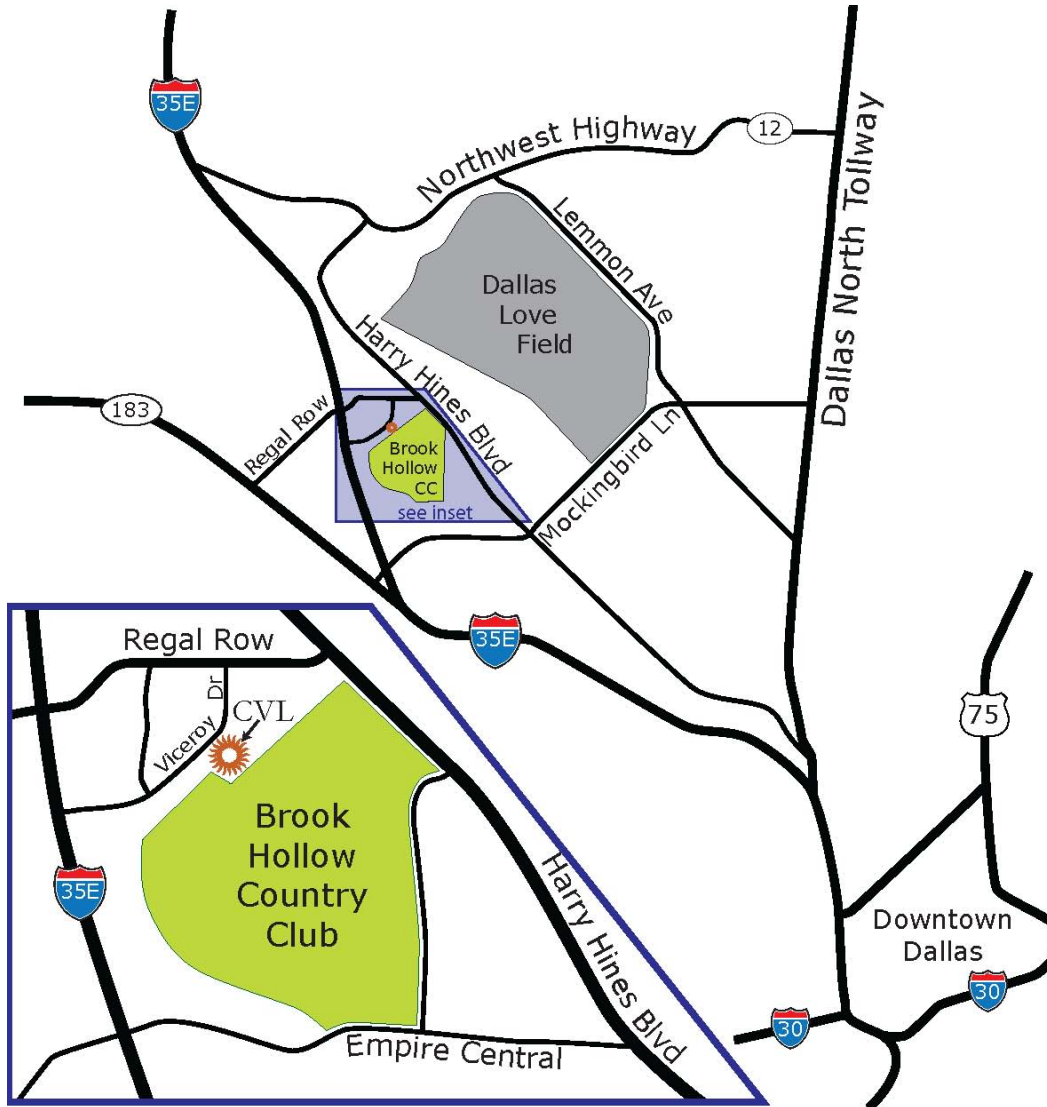 35E
12
Northwest Highway
Dallas North Tollway
Lemmon Ave
Dallas
Love
Field
Harry Hines Blvd
183
Regal Row
Brook
Hollow
CC
see inset
Mockingbird Ln
35E
75
Downtown
Dallas
30
30
Regal Row
Viceroy Dr
CVL
Brook
Hollow
Country
Club
35E
Harry Hines Blvd
Empire Central